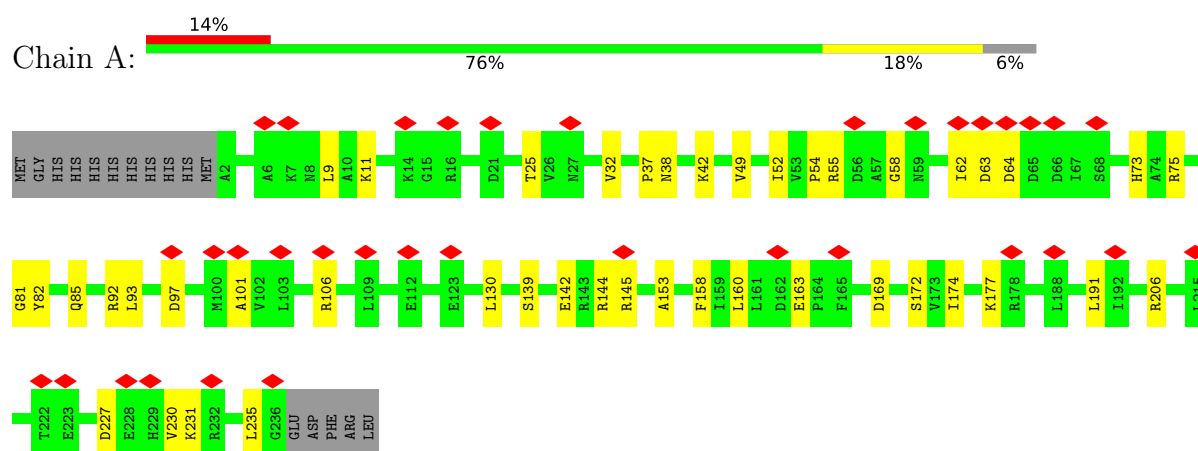 14%
Chain A:
76% 18% 6%
MET GLY HIS HIS HIS HIS HIS HIS HIS HIS MET A2 A6 K7 N8 L9 A10 K11 K14 G15 R16 D21 T25 V26 N27 V32 P37 N38 K42 V49 I52 V53 P54 R55 D56 A57 G58 N59 I62 D63 D64 D65 D66 I67 S68 H73 A74 R75
G81 Y82 Q85 R92 L93 D97 M100 A101 V102 L103 R106 L109 E112 E123 L130 S139 E142 R143 R144 R145 A153 F158 I159 L160 L161 D162 E163 P164 F165 D169 S172 V173 I174 K177 R178 L188 L191 I192 R206
T222 E223 D227 E228 H229 V230 K231 R232 L235 G236 GLU ASP PHE ARG LEU